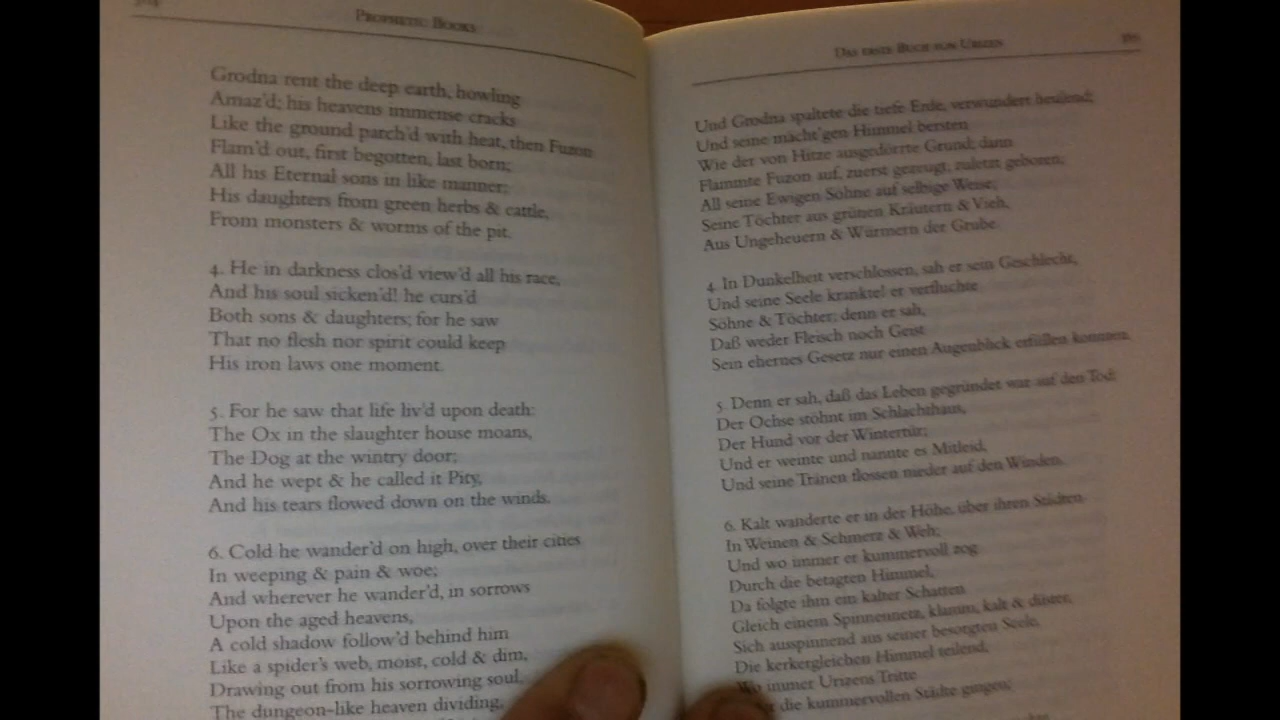 Prophetic Books
Grodna rent the deep earth, howling
Amaz'd; his heavens immense cracks
Like the ground parch'd with heat, then Fuzon
Flam'd out, first begotten, last born;
All his Eternal sons in like manner;
His daughters from green herbs & cattle,
From monsters & worms of the pit.
4. He in darkness clos'd view'd all his race,
And his soul sicken'd! he curs'd
Both sons & daughters; for he saw
That no flesh nor spirit could keep
His iron laws one moment.
5. For he saw that life liv'd upon death:
The Ox in the slaughter house moans,
The Dog at the wintry door;
And he wept & he called it Pity,
And his tears flowed down on the winds.
6. Cold he wander'd on high, over their cities
In weeping & pain & woe;
And wherever he wander'd, in sorrows
Upon the aged heavens,
A cold shadow follow'd behind him
Like a spider's web, moist, cold & dim,
Drawing out from his sorrowing soul,
The dungeon-like heaven dividing,
Das erste Buch von Urizen
Und Grodna spaltete die tiefe Erde, verwundert heulend;
Und seine mächt'gen Himmel bersten
Wie der von Hitze ausgedörrte Grund; dann
Flammte Fuzon auf, zuerst gezeugt, zuletzt geboren;
All seine Ewigen Söhne auf selbige Weise;
Seine Töchter aus grünen Kräutern & Vieh,
Aus Ungeheuern & Würmern der Grube.
4. In Dunkelheit verschlossen, sah er sein Geschlecht,
Und seine Seele krankte! er verfluchte
Söhne & Töchter; denn er sah,
Daß weder Fleisch noch Geist
Sein ehernes Gesetz nur einen Augenblick erfüllen konnten.
5. Denn er sah, daß das Leben gegründet war auf den Tod:
Der Ochse stöhnt im Schlachthaus,
Der Hund vor der Wintertür;
Und er weinte und nannte es Mitleid,
Und seine Tränen flossen nieder auf den Winden.
6. Kalt wanderte er in der Höhe, über ihren Städten
In Weinen & Schmerz & Weh;
Und wo immer er kummervoll zog
Durch die betagten Himmel,
Da folgte ihm ein kalter Schatten
Gleich einem Spinnennetz, klamm, kalt & düster,
Sich ausspinnend aus seiner besorgten Seele,
Die kerkergleichen Himmel teilend,
Wo immer Urizens Tritte
die kummervollen Städte gingen;